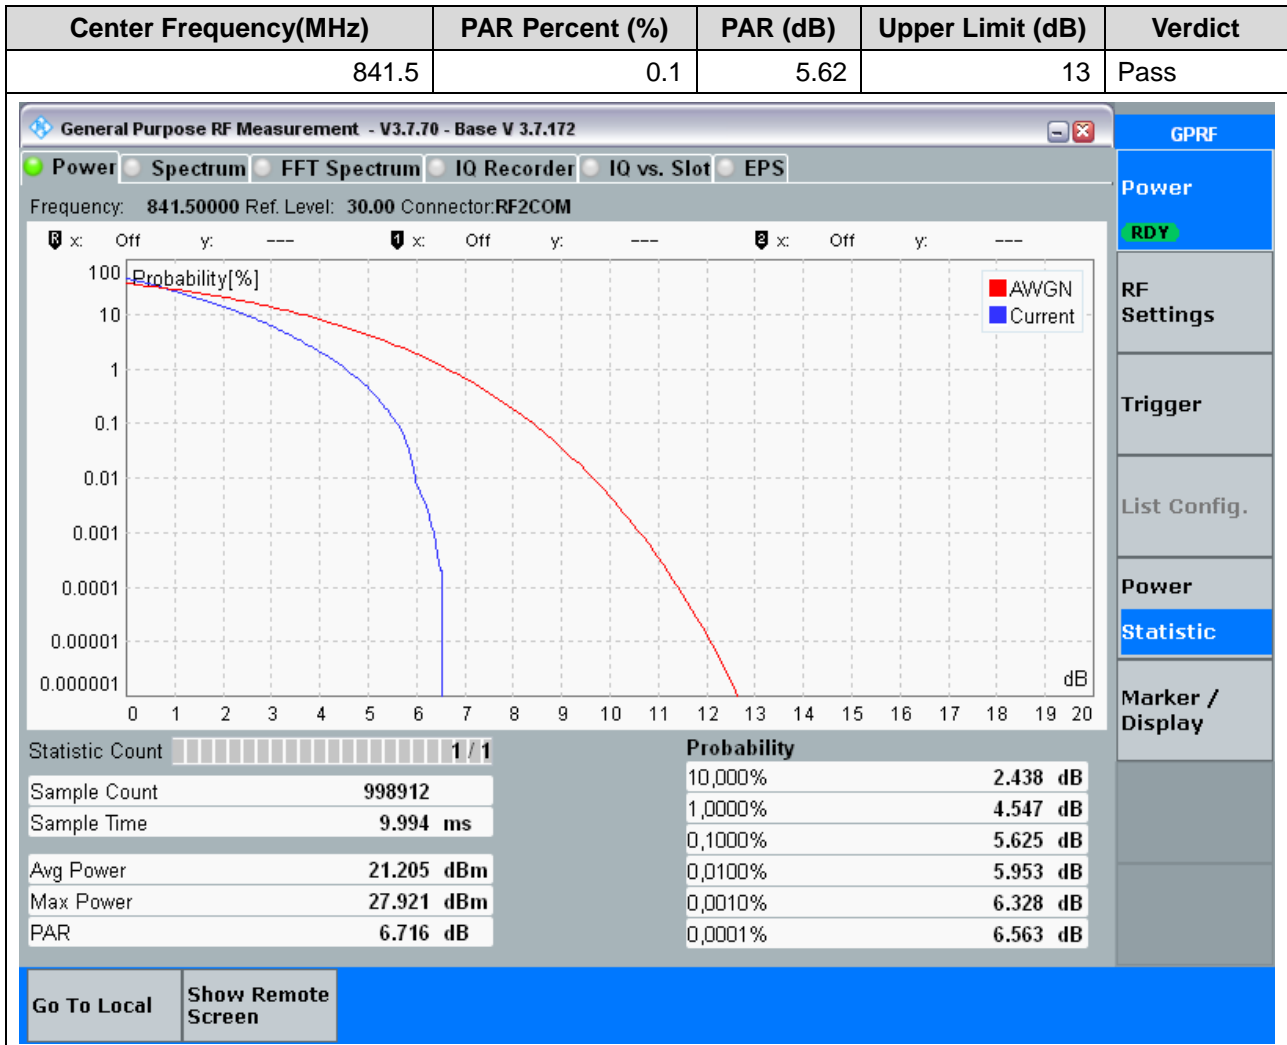 Center Frequency(MHz) PAR Percent (%) PAR (dB) Upper Limit (dB) Verdict
841.5 0.1 5.62 13 Pass
General Purpose RF Measurement - V3.7.70 - Base V 3.7.172
GPRF
Power Spectrum FFT Spectrum IQ Recorder IQ vs. Slot EPS
Power
RDY
Frequency: 841.50000 Ref. Level: 30.00 Connector:RF2COM
R x: Off y: --- 1 x: Off y: --- 2 x: Off y: ---
Probability[%]
AWGN
Current
100
10
1
0.1
0.01
0.001
0.0001
0.00001
0.000001
dB
0 1 2 3 4 5 6 7 8 9 10 11 12 13 14 15 16 17 18 19 20
RF
Settings
Trigger
List Config.
Power
Statistic
Marker /
Display
Statistic Count 1 / 1
Sample Count 998912
Sample Time 9.994 ms
Avg Power 21.205 dBm
Max Power 27.921 dBm
PAR 6.716 dB
Probability
10,000% 2.438 dB
1,0000% 4.547 dB
0,1000% 5.625 dB
0,0100% 5.953 dB
0,0010% 6.328 dB
0,0001% 6.563 dB
Go To Local
Show Remote
Screen